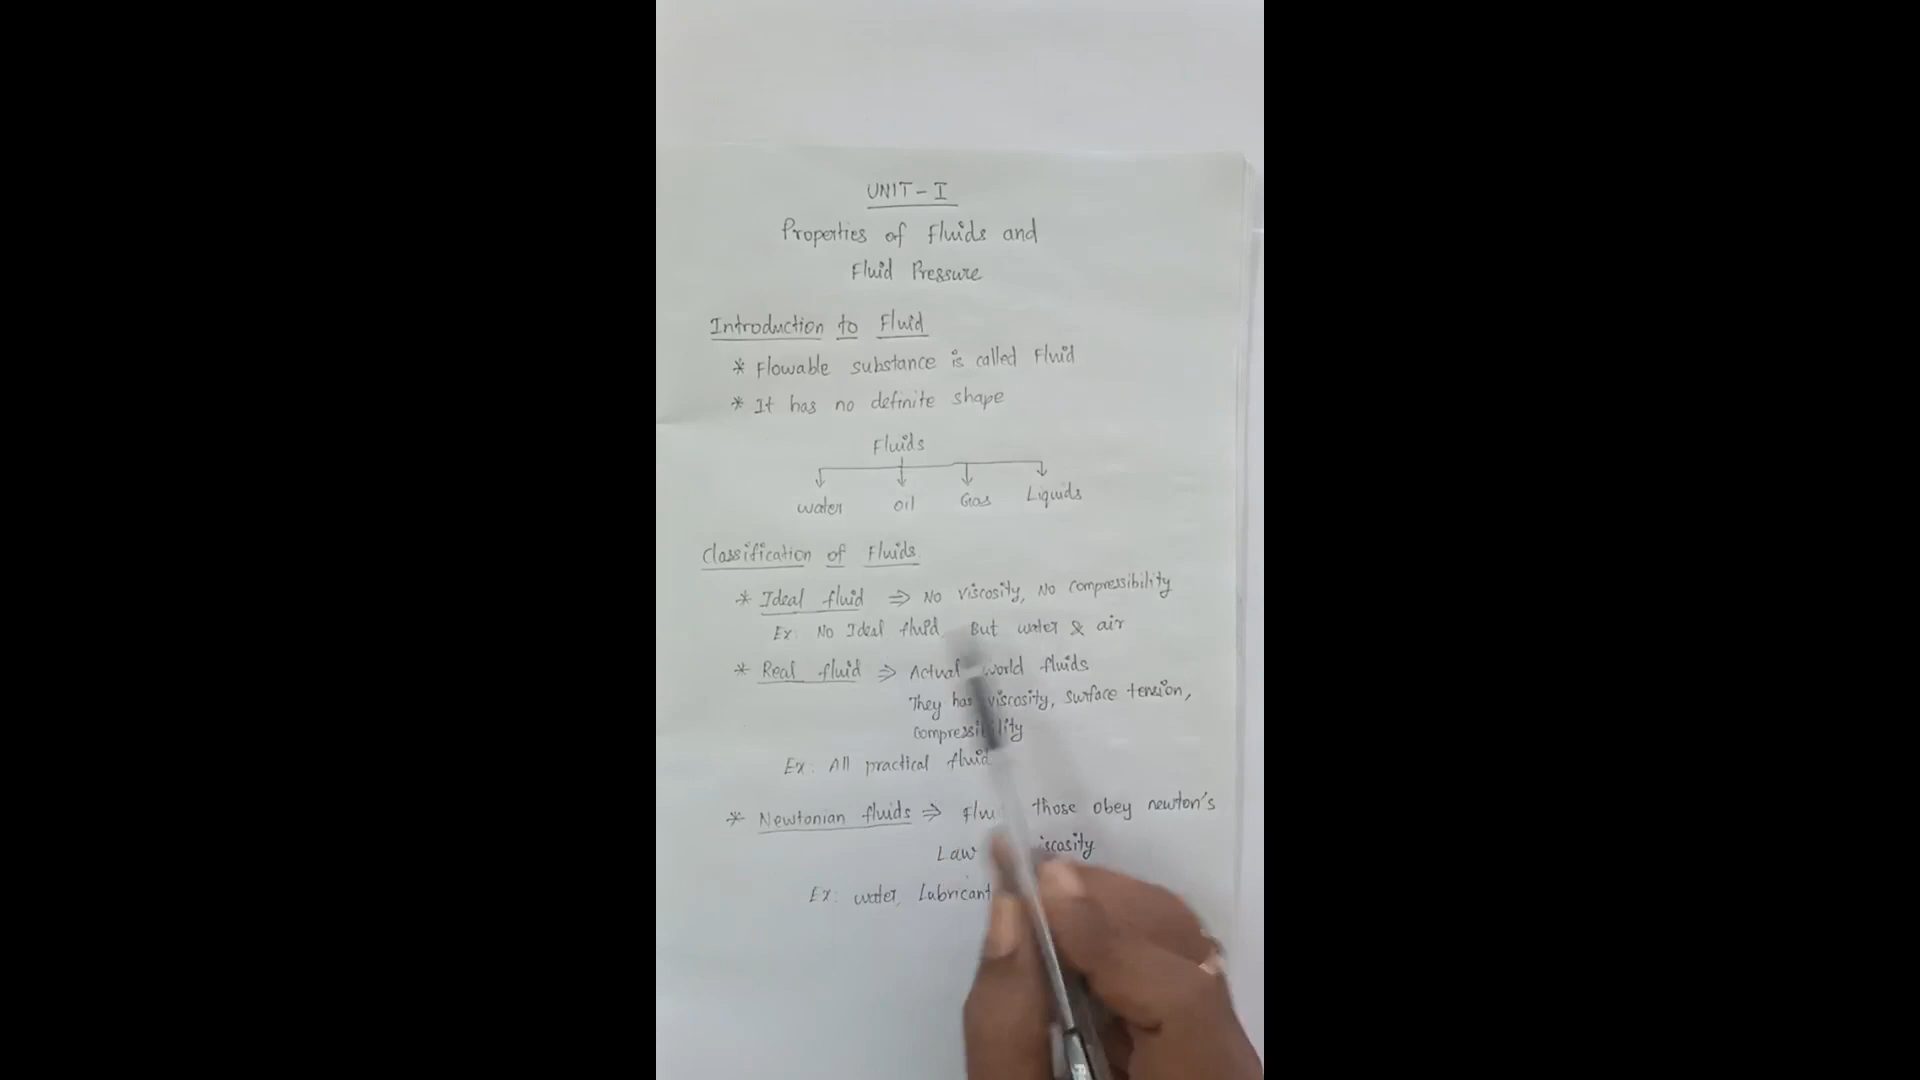 UNIT - I
Properties of Fluids and
Fluid Pressure
Introduction to Fluid
* Flowable substance is called Fluid
* It has no definite shape
Fluids
water oil Gas Liquids
Classification of Fluids
* Ideal fluid ⇒ No viscosity, No compressibility
Ex: No Ideal fluid, But water & air
* Real fluid ⇒ Actual world fluids
They has viscosity, surface tension,
compressibility
Ex: All practical fluid
* Newtonian fluids ⇒ those obey newton's
Law
Ex: water, Lubricant